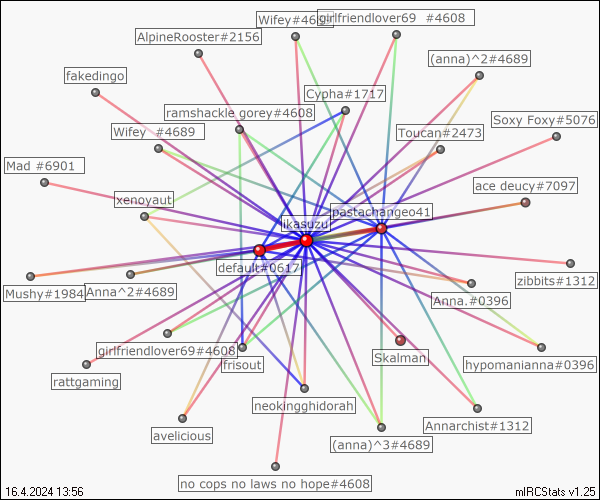 Wifey#4689
girlfriendlover69 #4608
AlpineRooster#2156
(anna)^2#4689
fakedingo
Cypha#1717
ramshackle gorey#4608
Soxy Foxy#5076
Wifey #4689
Toucan#2473
Mad #6901
ace deucy#7097
xenoyaut
pastachangeo41
ikasuzu
default#0617
zibbits#1312
Mushy#1984
Anna^2#4689
Anna.#0396
girlfriendlover69#4608
Skalman
frisout
hypomanianna#0396
rattgaming
neokingghidorah
Annarchist#1312
avelicious
(anna)^3#4689
no cops no laws no hope#4608
16.4.2024 13:56
mIRCStats v1.25